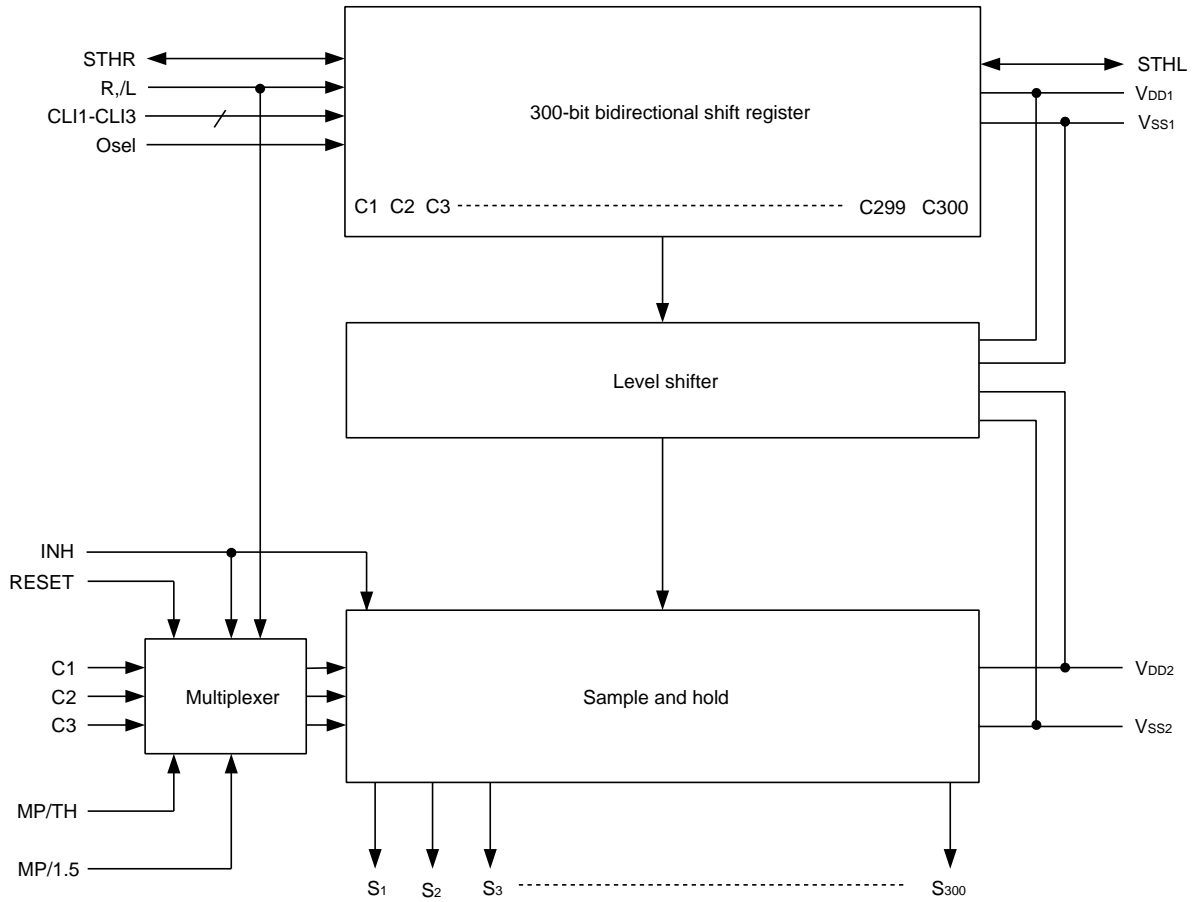 STHR
R,/L
CLI1-CLI3
Osel
300-bit bidirectional shift register
C1 C2 C3 C299 C300
STHL
VDD1
VSS1
Level shifter
INH
RESET
C1
C2
C3
Multiplexer
Sample and hold
VDD2
VSS2
MP/TH
MP/1.5
S1 S2 S3 S300